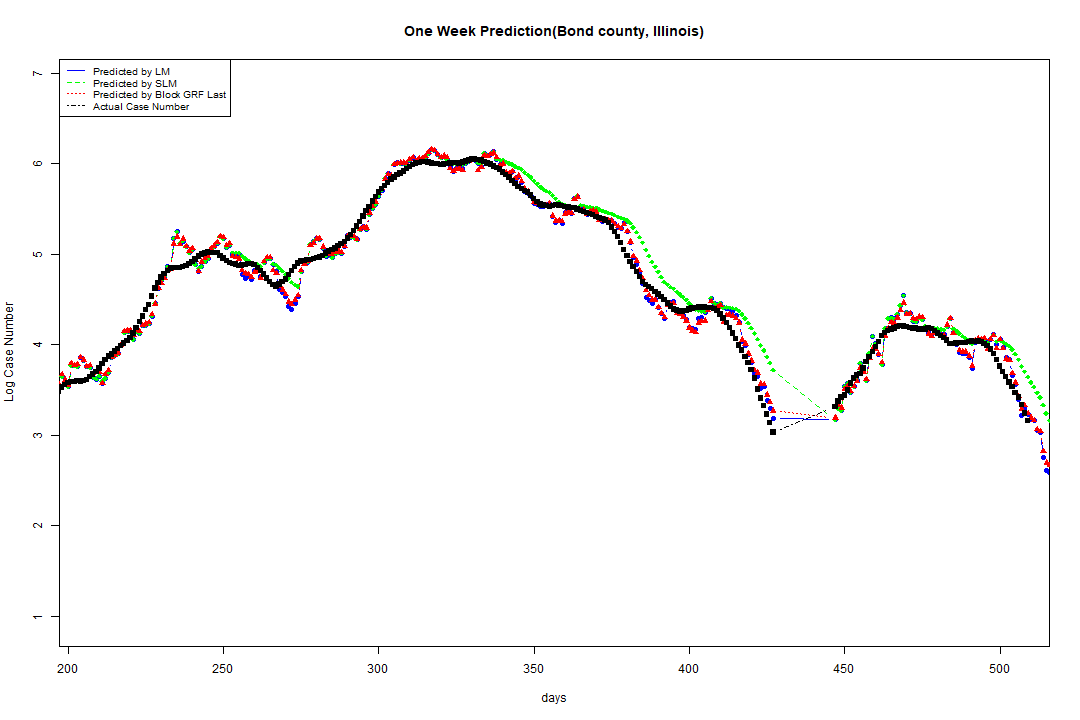 One Week Prediction(Bond county, Illinois)
Predicted by LM
Predicted by SLM
Predicted by Block GRF Last
Actual Case Number
7
6
5
4
3
2
1
Log Case Number
200 250 300 350 400 450 500
days